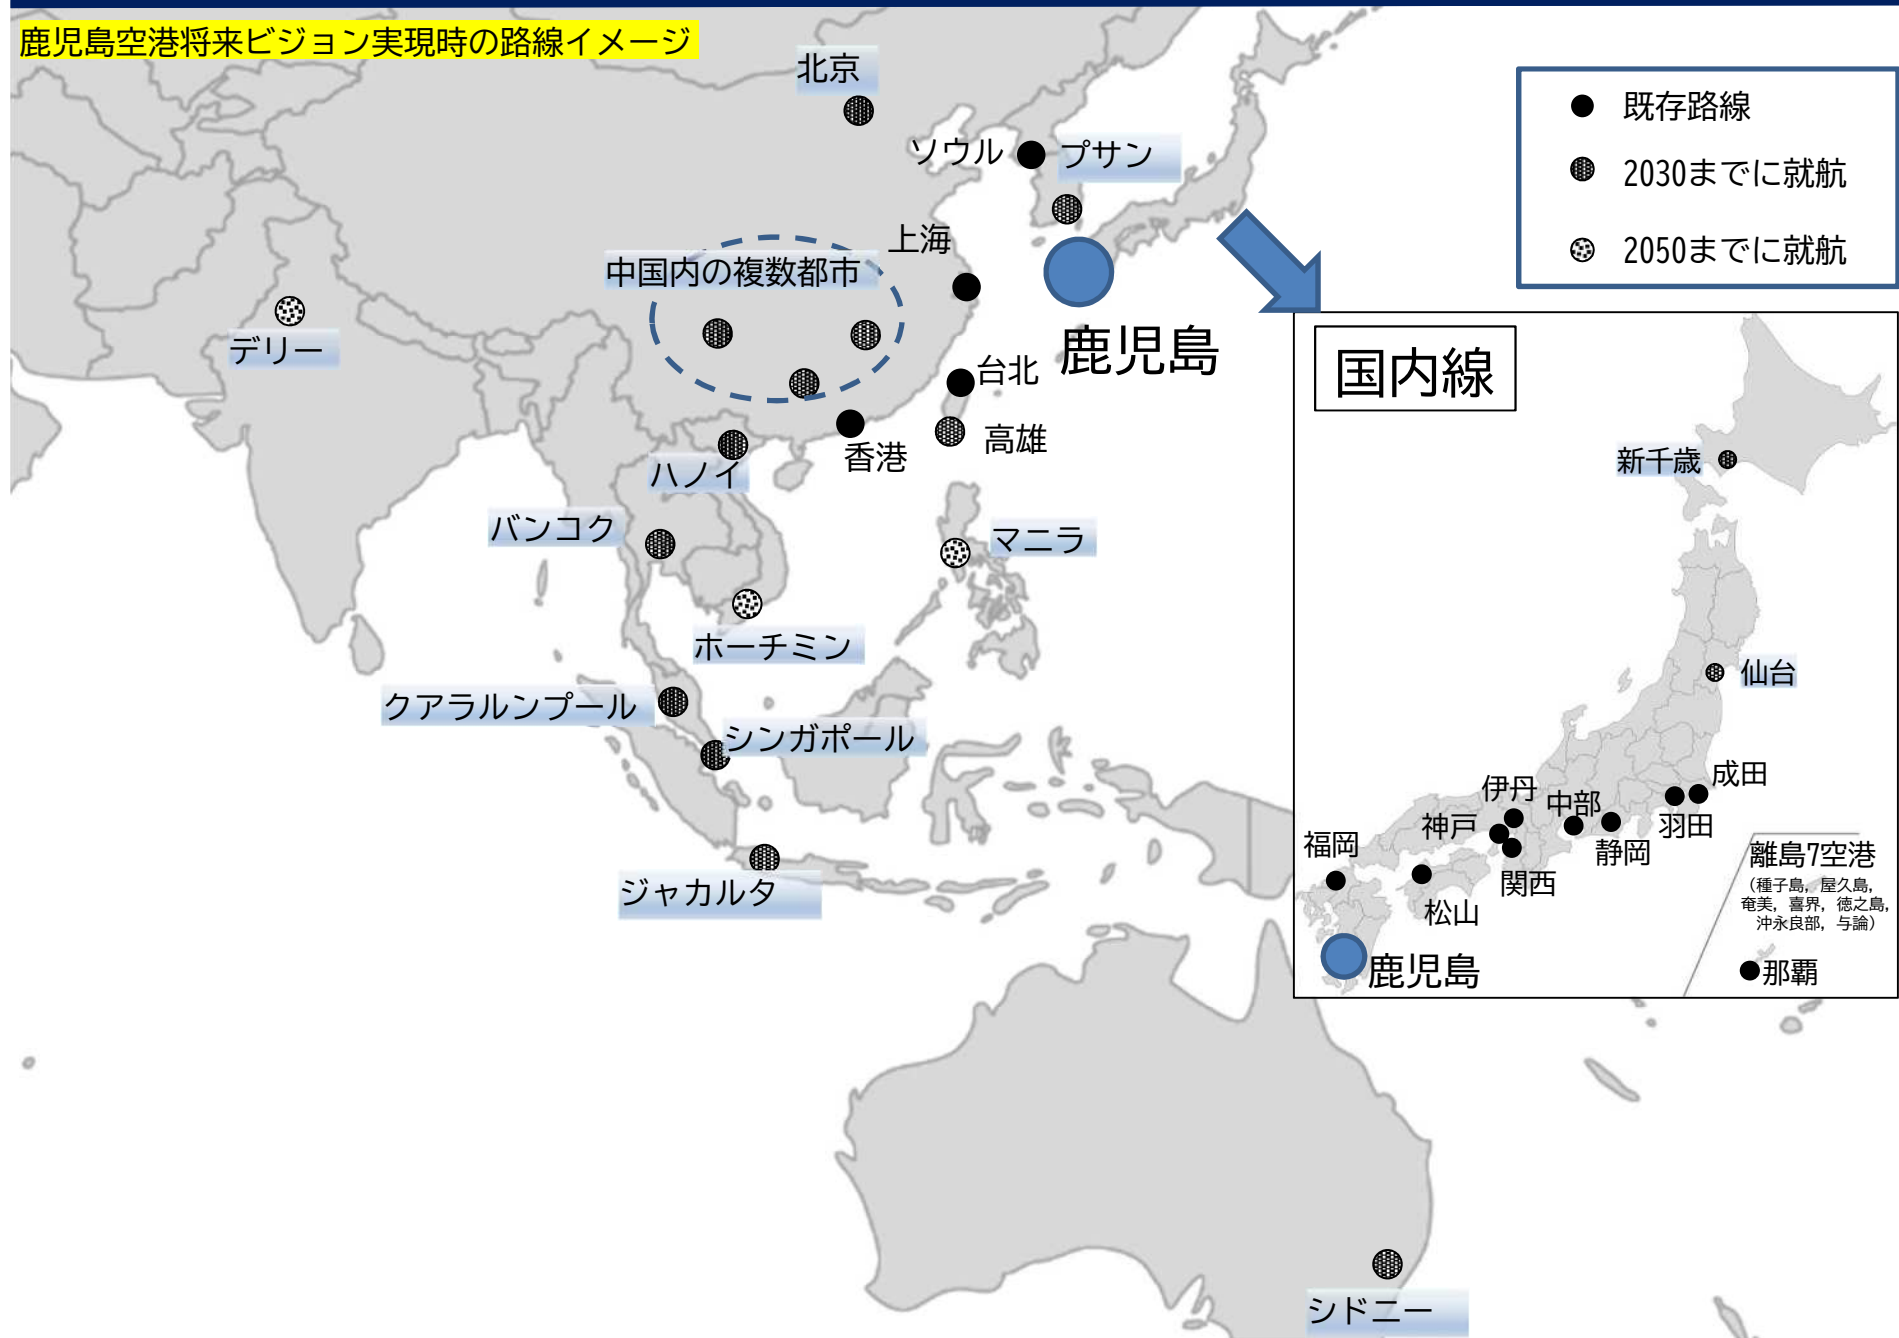 鹿児島空港将来ビジョン実現時の路線イメージ
北京
ソウル
プサン
既存路線
2030までに就航
2050までに就航
上海
中国内の複数都市
デリー
鹿児島
台北
高雄
香港
ハノイ
バンコク
マニラ
ホーチミン
クアラルンプール
シンガポール
ジャカルタ
シドニー
国内線
新千歳
仙台
成田
羽田
伊丹
中部
神戸
静岡
関西
福岡
松山
鹿児島
離島7空港
（種子島，屋久島，
奄美，喜界，徳之島，
沖永良部，与論）
那覇